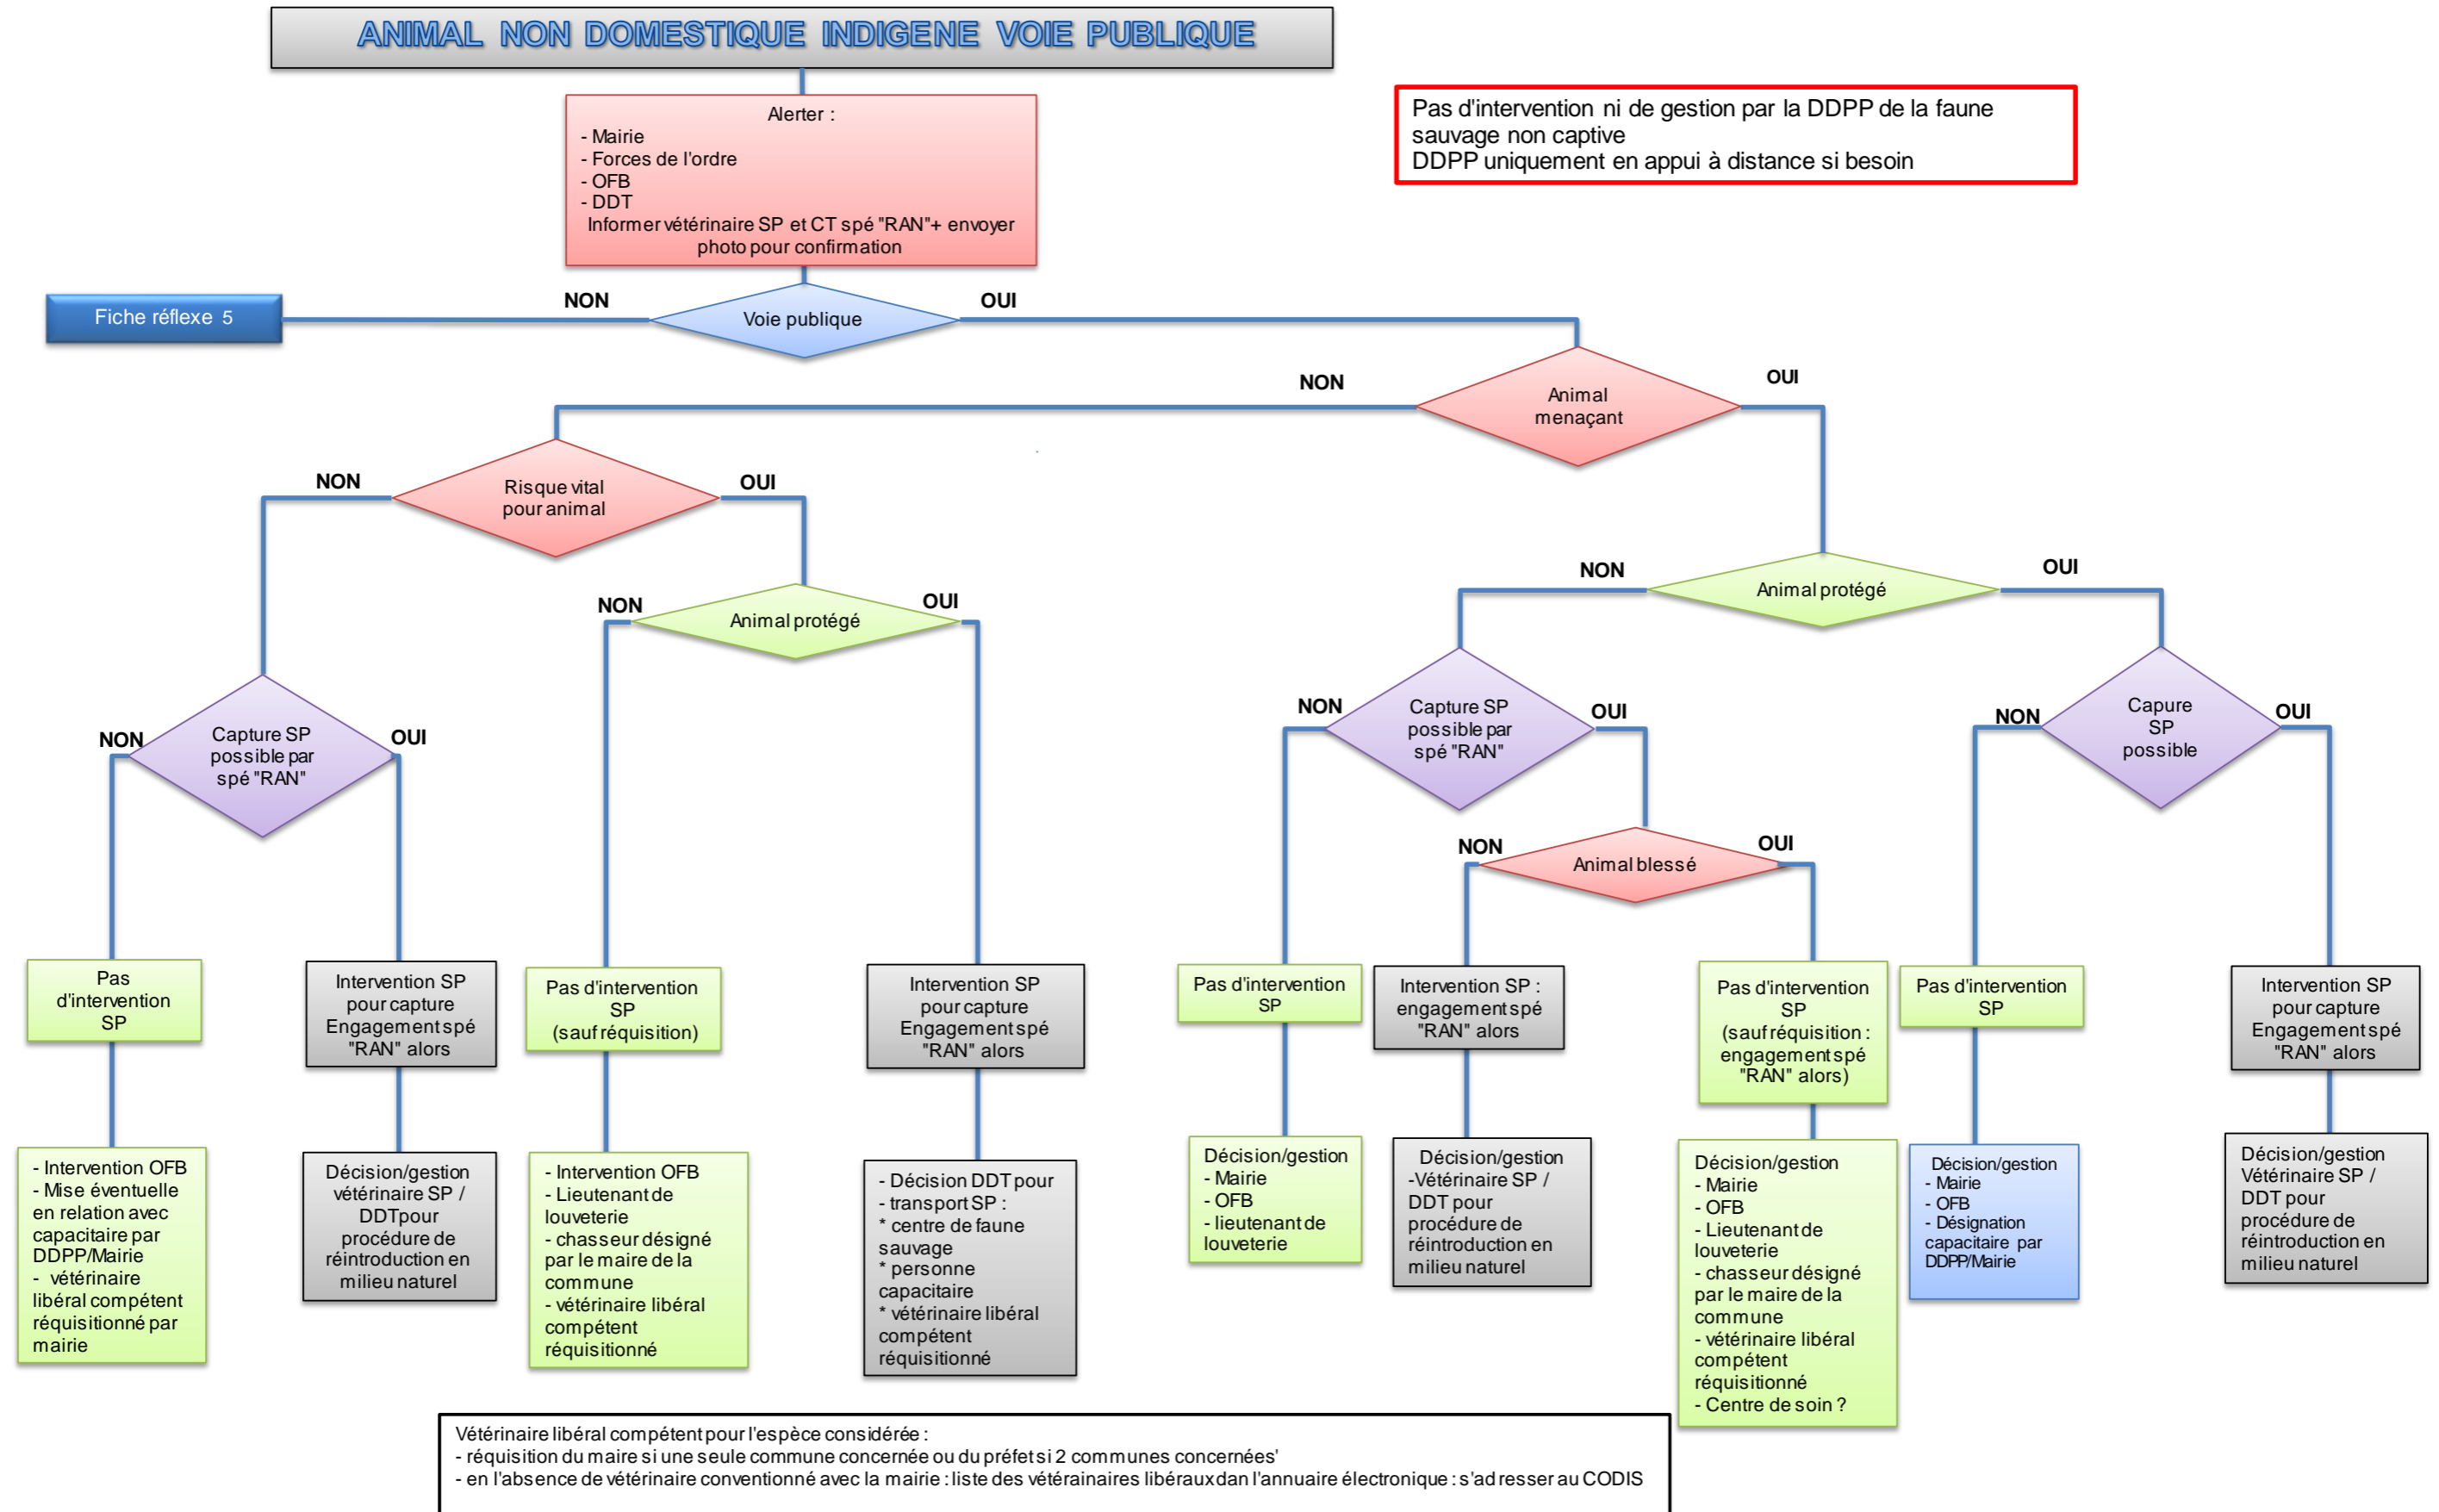 ANIMAL NON DOMESTIQUE INDIGENE VOIE PUBLIQUE
Alerter :
- Mairie
- Forces de l'ordre
- OFB
- DDT
Informer vétérinaire SP et CT spé "RAN"+ envoyer
photo pour confirmation
Pas d'intervention ni de gestion par la DDPP de la faune
sauvage non captive
DDPP uniquement en appui à distance si besoin
Fiche réflexe 5
NON
Voie publique
OUI
NON
Animal
menaçant
OUI
NON
Risque vital
pour animal
OUI
NON
Animal protégé
OUI
NON
Animal protégé
OUI
NON
Capture SP
possible par
spé "RAN"
OUI
NON
Capture SP
possible par
spé "RAN"
OUI
NON
Capure
SP
possible
OUI
NON
Animal blessé
OUI
Pas
d'intervention
SP
Intervention SP
pour capture
Engagement spé
"RAN" alors
Pas d'intervention
SP
(sauf réquisition)
Intervention SP
pour capture
Engagement spé
"RAN" alors
Pas d'intervention
SP
Intervention SP :
engagement spé
"RAN" alors
Pas d'intervention
SP
(sauf réquisition :
engagement spé
"RAN" alors)
Pas d'intervention
SP
Intervention SP
pour capture
Engagement spé
"RAN" alors
- Intervention OFB
- Mise éventuelle
en relation avec
capacitaire par
DDPP/Mairie
- vétérinaire
libéral compétent
réquisitionné par
mairie
Décision/gestion
vétérinaire SP /
DDTpour
procédure de
réintroduction en
milieu naturel
- Intervention OFB
- Lieutenant de
louveterie
- chasseur désigné
par le maire de la
commune
- vétérinaire libéral
compétent
réquisitionné
- Décision DDT pour
- transport SP :
* centre de faune
sauvage
* personne
capacitaire
* vétérinaire libéral
compétent
réquisitionné
Décision/gestion
- Mairie
- OFB
- lieutenant de
louveterie
Décision/gestion
-Vétérinaire SP /
DDT pour
procédure de
réintroduction en
milieu naturel
Décision/gestion
- Mairie
- OFB
- Lieutenant de
louveterie
- chasseur désigné
par le maire de la
commune
- vétérinaire libéral
compétent
réquisitionné
- Centre de soin ?
Décision/gestion
- Mairie
- OFB
- Désignation
capacitaire par
DDPP/Mairie
Décision/gestion
Vétérinaire SP /
DDT pour
procédure de
réintroduction en
milieu naturel
Vétérinaire libéral compétent pour l'espèce considérée :
- réquisition du maire si une seule commune concernée ou du préfet si 2 communes concernées'
- en l'absence de vétérinaire conventionné avec la mairie : liste des vétérainaires libéraux dan l'annuaire électronique : s'adresser au CODIS